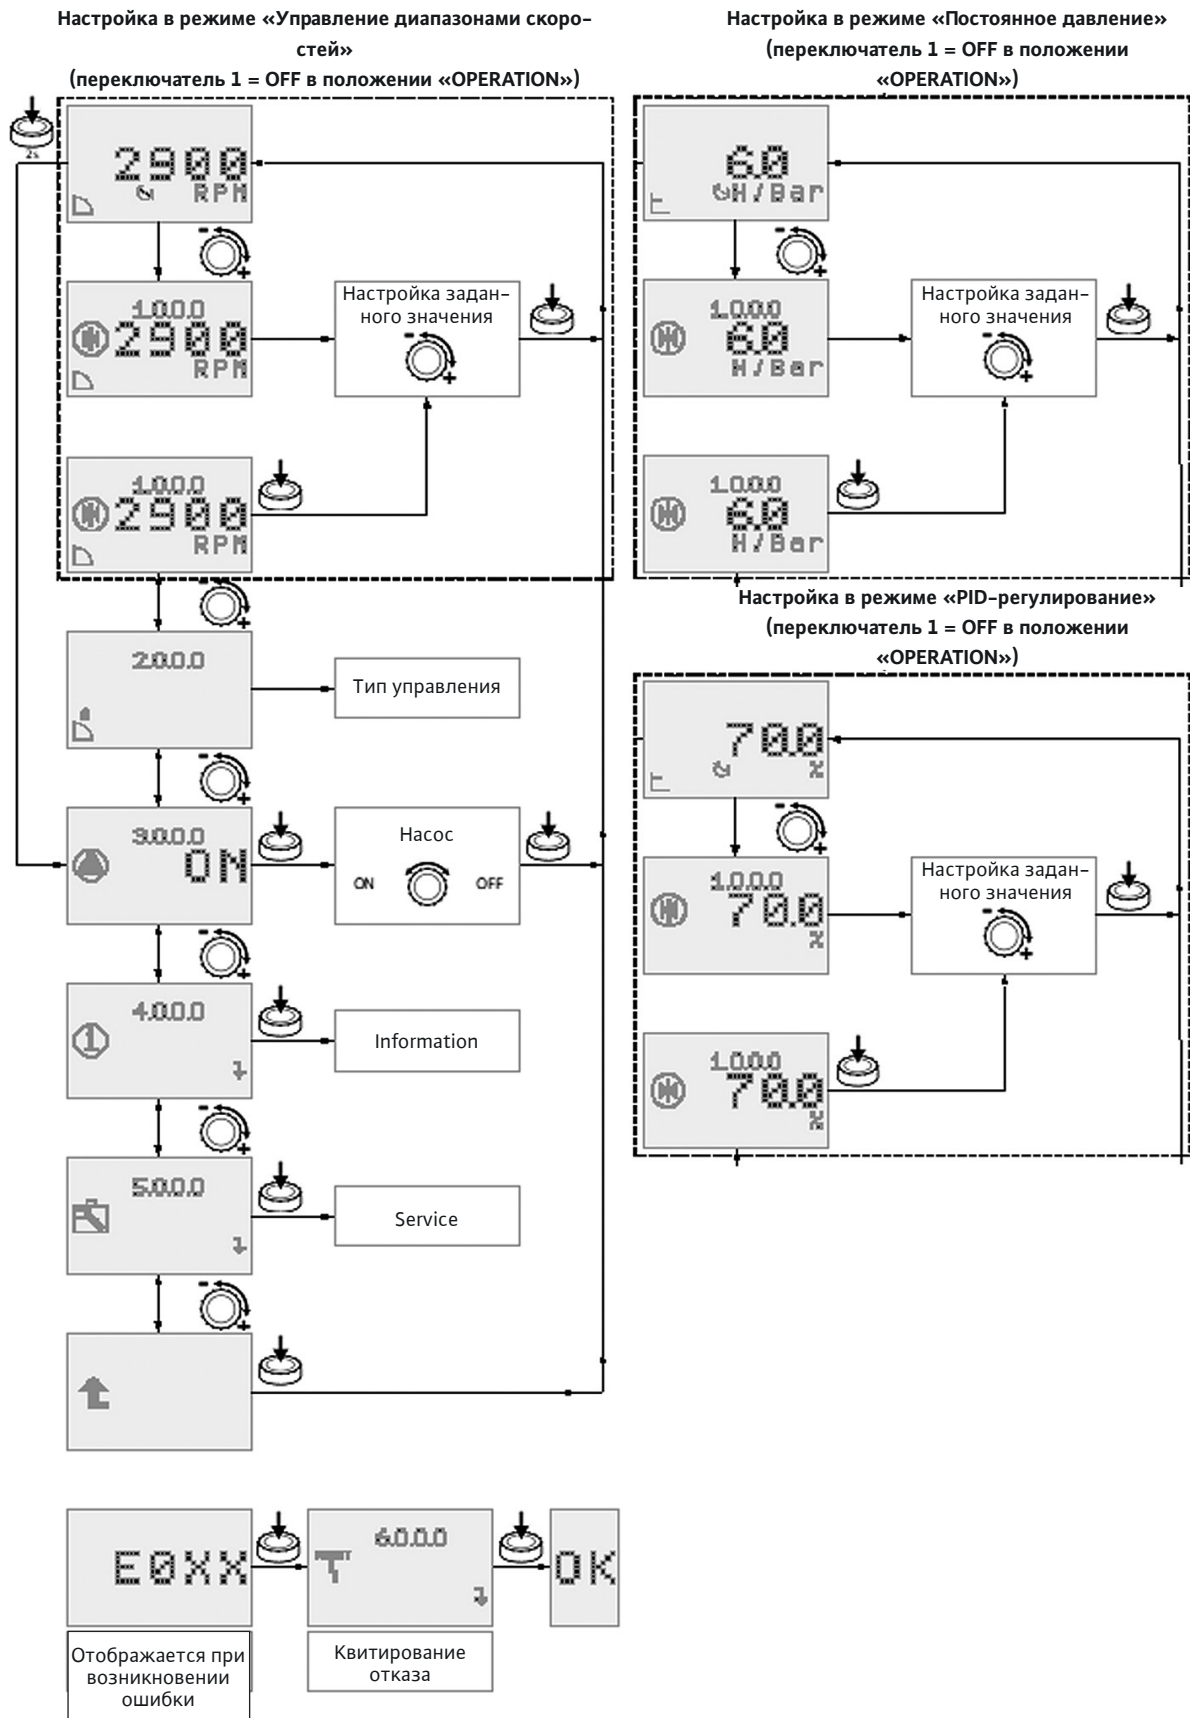 Настройка в режиме «Управление диапазонами скоро-
стей»
(переключатель 1 = OFF в положении «OPERATION»)
2s
2900
RPM
1.0.0.0
2900
RPM
Настройка задан-
ного значения
1.0.0.0
2900
RPM
2.0.0.0
Тип управления
3.0.0.0
ON
Насос
ON OFF
4.0.0.0
Information
5.0.0.0
Service
E0XX
6.0.0.0
OK
Отображается при
возникновении
ошибки
Квитирование
отказа
Настройка в режиме «Постоянное давление»
(переключатель 1 = OFF в положении
«OPERATION»)
6.0
H/Bar
1.0.0.0
6.0
H/Bar
Настройка задан-
ного значения
1.0.0.0
6.0
H/Bar
Настройка в режиме «PID-регулирование»
(переключатель 1 = OFF в положении
«OPERATION»)
70.0
%
1.0.0.0
70.0
%
Настройка задан-
ного значения
1.0.0.0
70.0
%